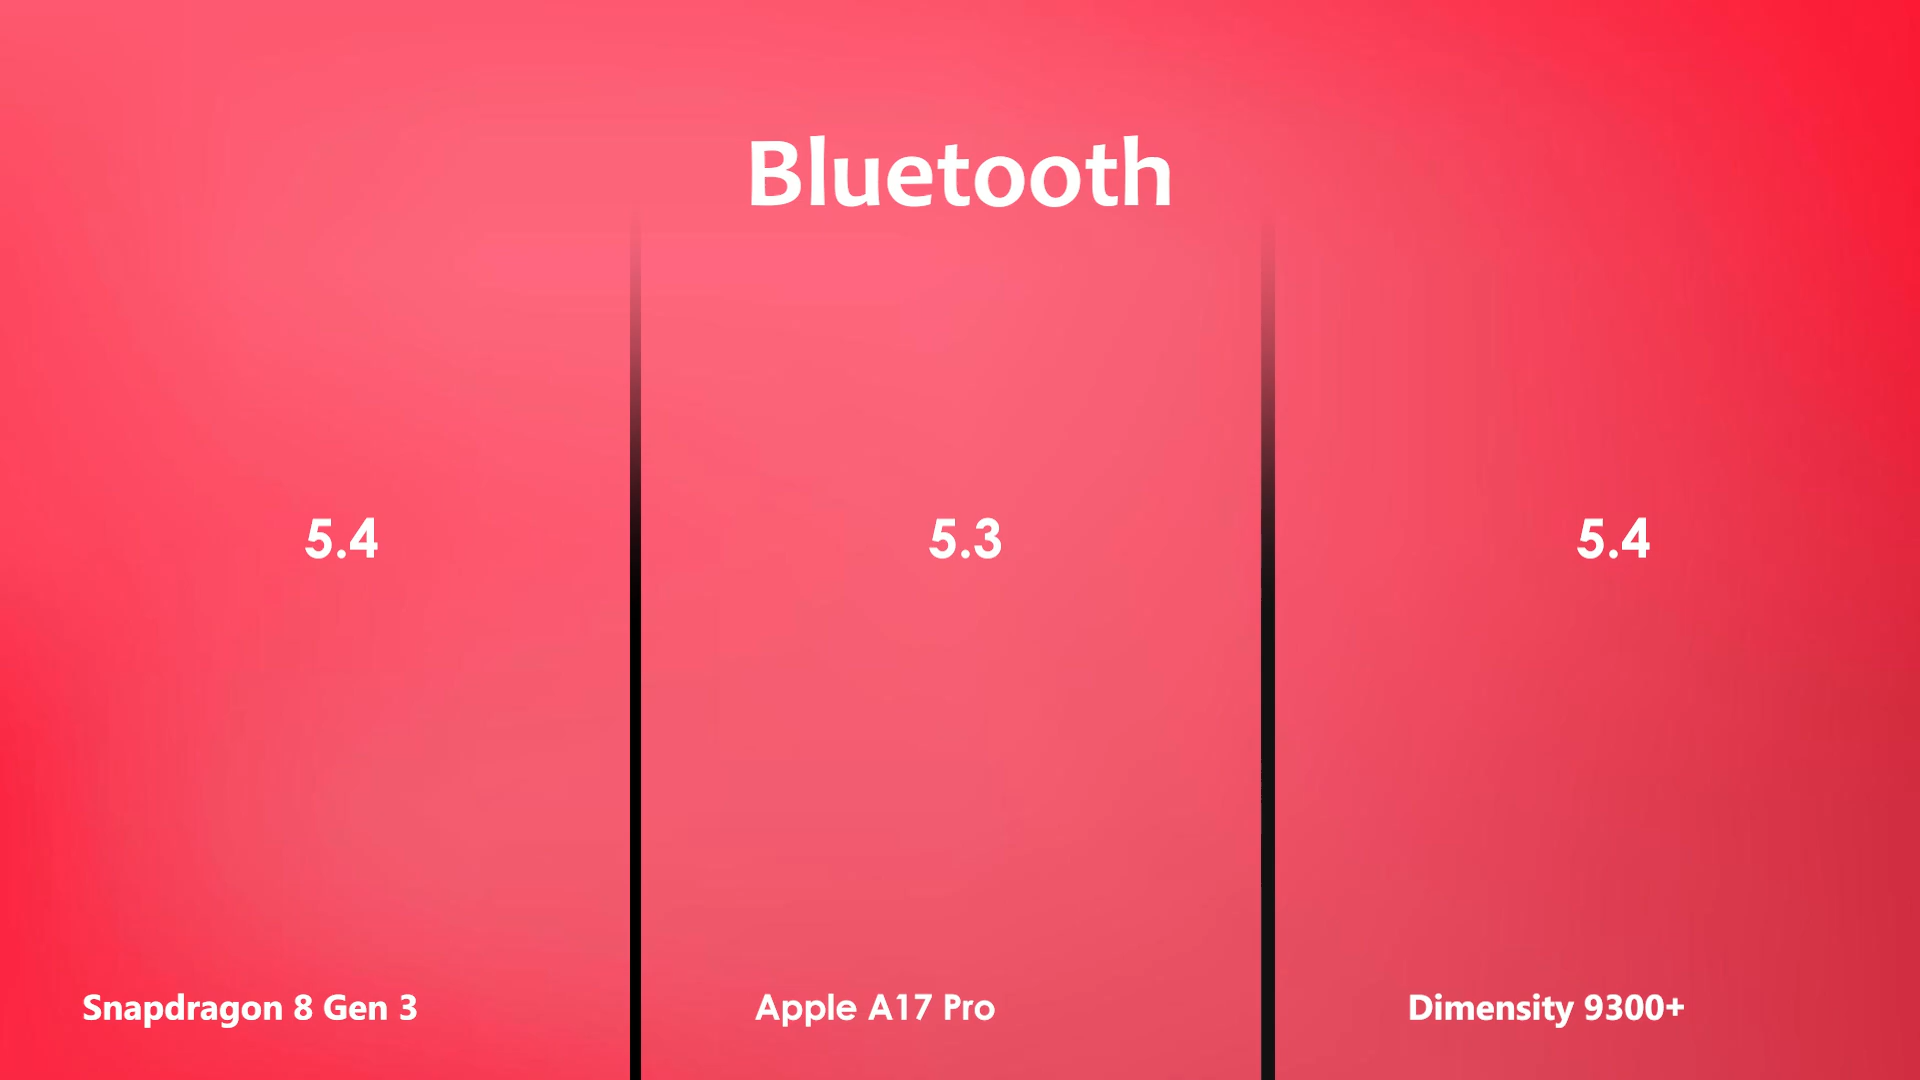 Bluetooth
5.4
5.3
5.4
Snapdragon 8 Gen 3
Apple A17 Pro
Dimensity 9300+